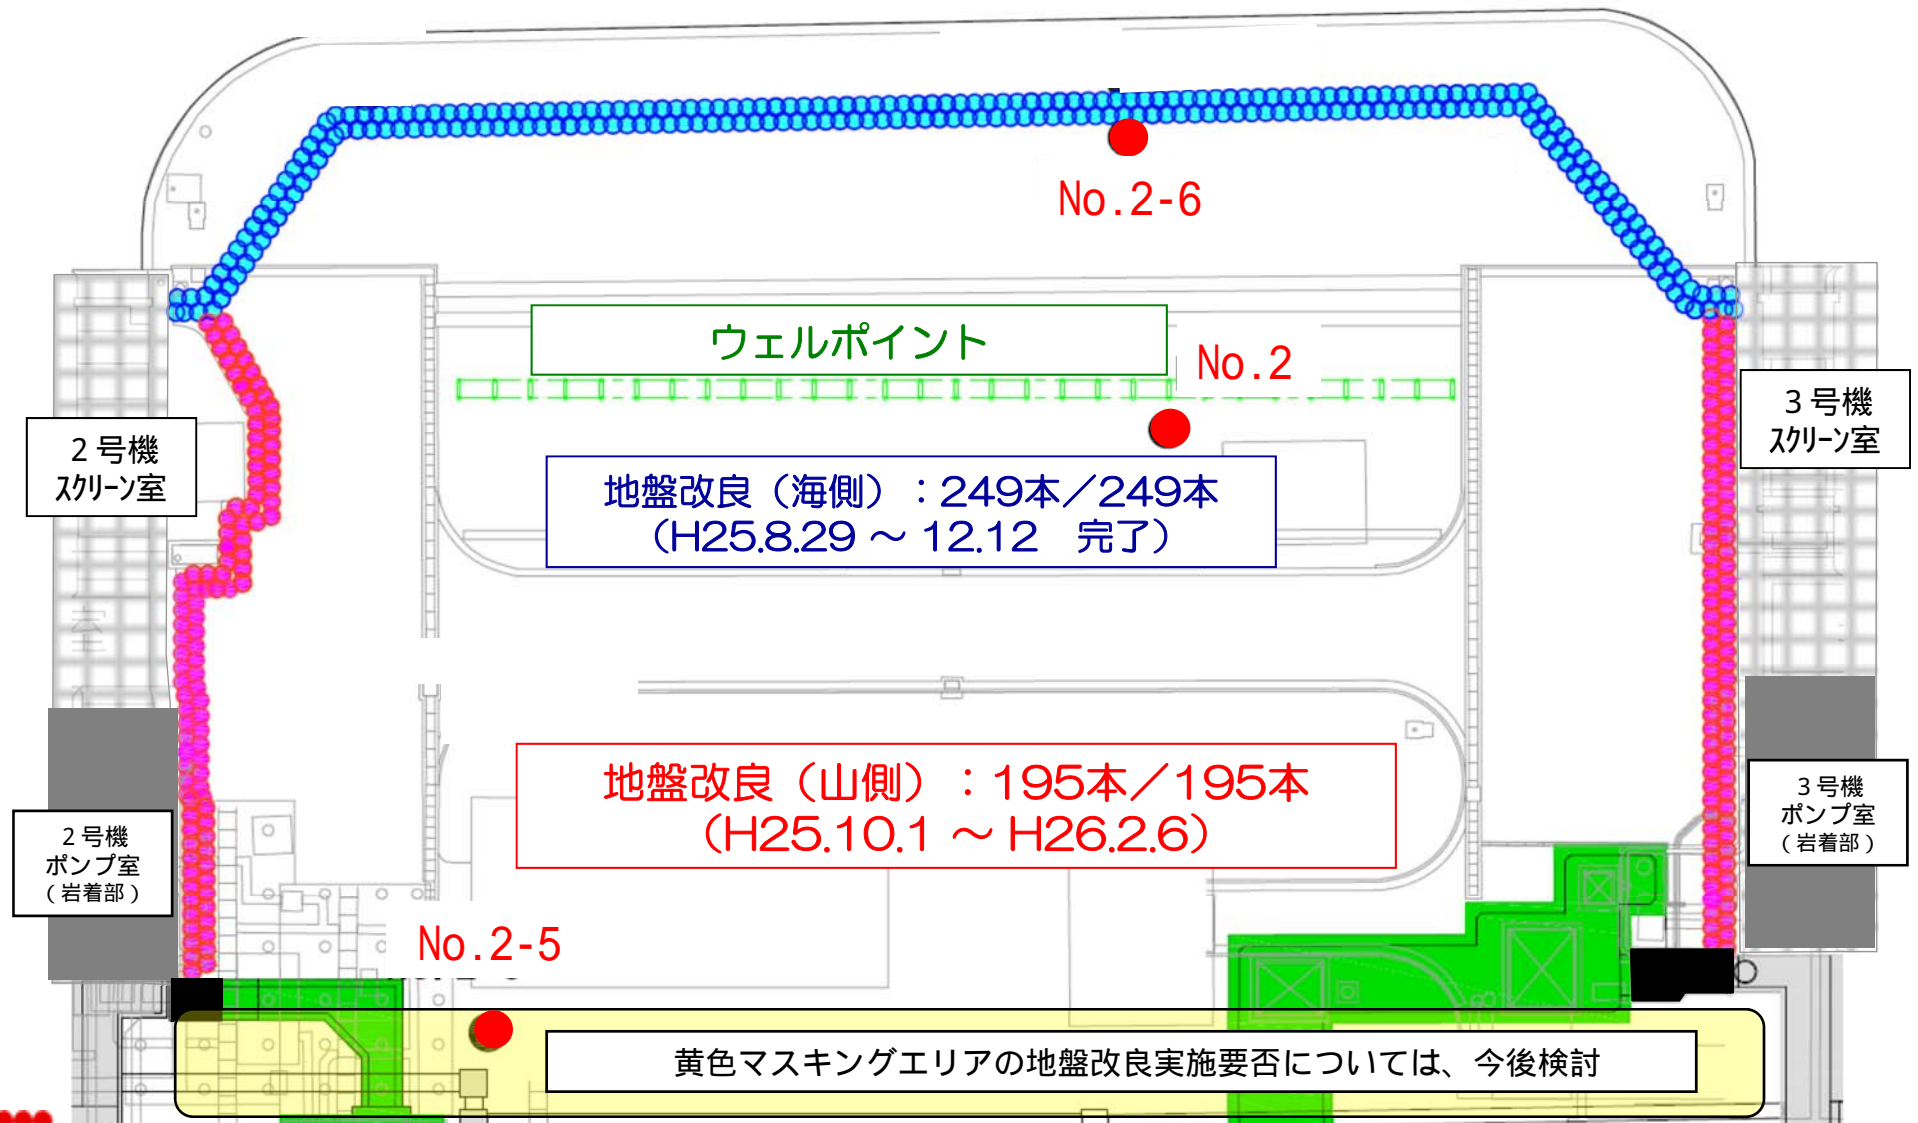 No.2-6
ウェルポイント
No.2
2号機
スクリーン室
3号機
スクリーン室
地盤改良（海側）：249本／249本
（H25.8.29 ～ 12.12　完了）
地盤改良（山側）：195本／195本
（H25.10.1 ～ H26.2.6）
2号機
ポンプ室
（岩着部）
3号機
ポンプ室
（岩着部）
No.2-5
黄色マスキングエリアの地盤改良実施要否については、今後検討